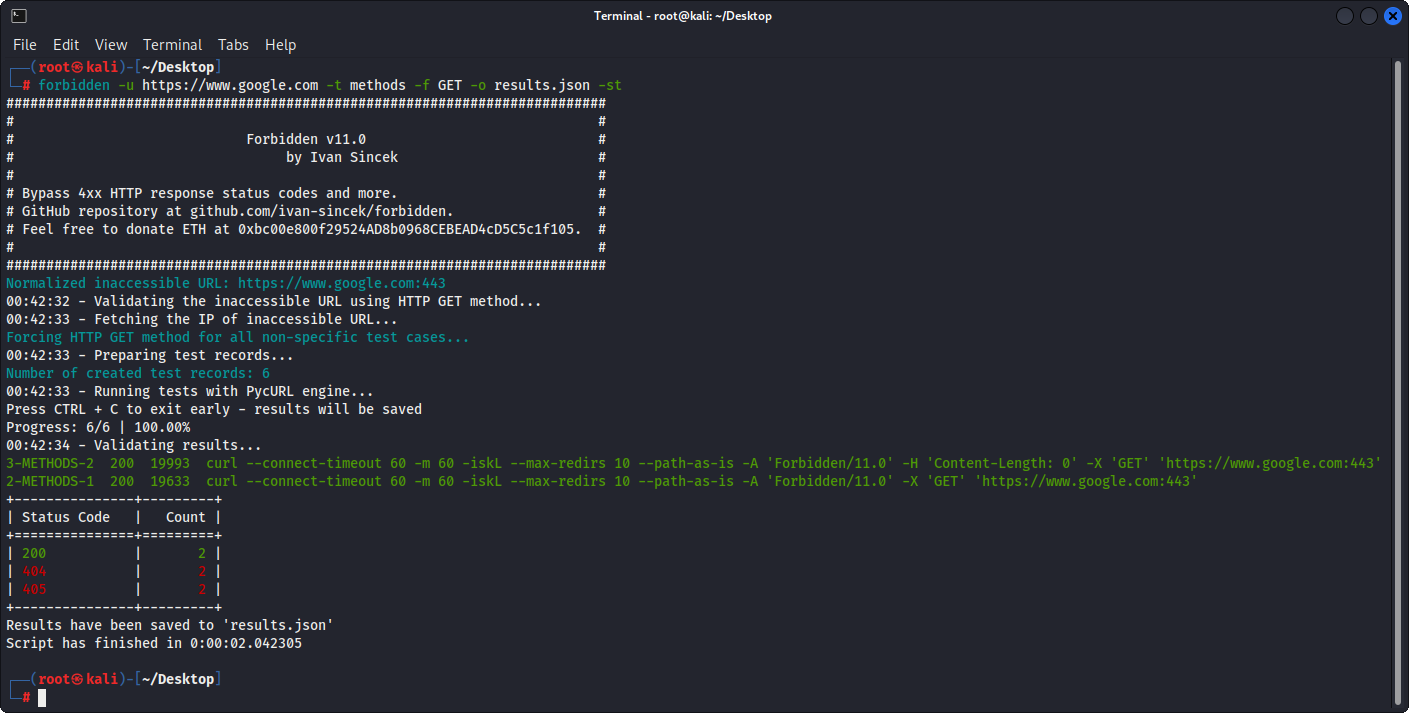 Terminal - root@kali: ~/Desktop
File Edit View Terminal Tabs Help
┌──(root㉿kali)-[~/Desktop]
└─# forbidden -u https://www.google.com -t methods -f GET -o results.json -st
###########################################################################
#                                                                         #
#                             Forbidden v11.0                             #
#                                  by Ivan Sincek                         #
#                                                                         #
# Bypass 4xx HTTP response status codes and more.                         #
# GitHub repository at github.com/ivan-sincek/forbidden.                  #
# Feel free to donate ETH at 0xbc00e800f29524AD8b0968CEBEAD4cD5C5c1f105.  #
#                                                                         #
###########################################################################
Normalized inaccessible URL: https://www.google.com:443
00:42:32 - Validating the inaccessible URL using HTTP GET method...
00:42:33 - Fetching the IP of inaccessible URL...
Forcing HTTP GET method for all non-specific test cases...
00:42:33 - Preparing test records...
Number of created test records: 6
00:42:33 - Running tests with PycURL engine...
Press CTRL + C to exit early - results will be saved
Progress: 6/6 | 100.00%
00:42:34 - Validating results...
3-METHODS-2  200  19993  curl --connect-timeout 60 -m 60 -iskL --max-redirs 10 --path-as-is -A 'Forbidden/11.0' -H 'Content-Length: 0' -X 'GET' 'https://www.google.com:443'
2-METHODS-1  200  19633  curl --connect-timeout 60 -m 60 -iskL --max-redirs 10 --path-as-is -A 'Forbidden/11.0' -X 'GET' 'https://www.google.com:443'
+---------------+---------+
| Status Code   |   Count |
+===============+=========+
| 200           |       2 |
| 404           |       2 |
| 405           |       2 |
+---------------+---------+
Results have been saved to 'results.json'
Script has finished in 0:00:02.042305
┌──(root㉿kali)-[~/Desktop]
└─#